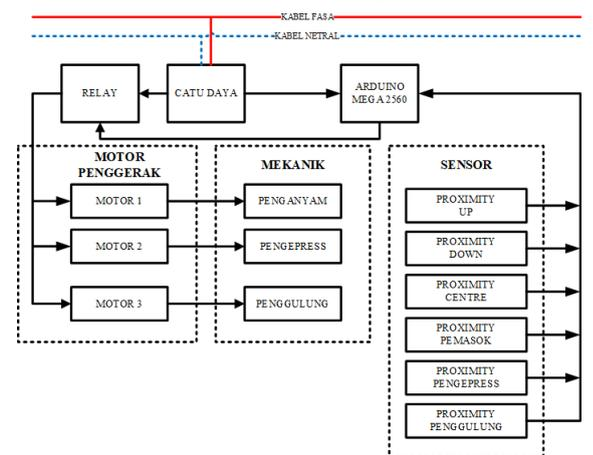 KABEL FASA
KABEL NETRAL
RELAY
CATU DAYA
ARDUINO
MEGA 2560
MOTOR
PENGGERAK
MEKANIK
SENSOR
MOTOR 1
PENGANYAM
PROXIMITY
UP
MOTOR 2
PENGEPRESS
PROXIMITY
DOWN
MOTOR 3
PENGGULUNG
PROXIMITY
CENTRE
PROXIMITY
PEMASOK
PROXIMITY
PENGEPRESS
PROXIMITY
PENGGULUNG